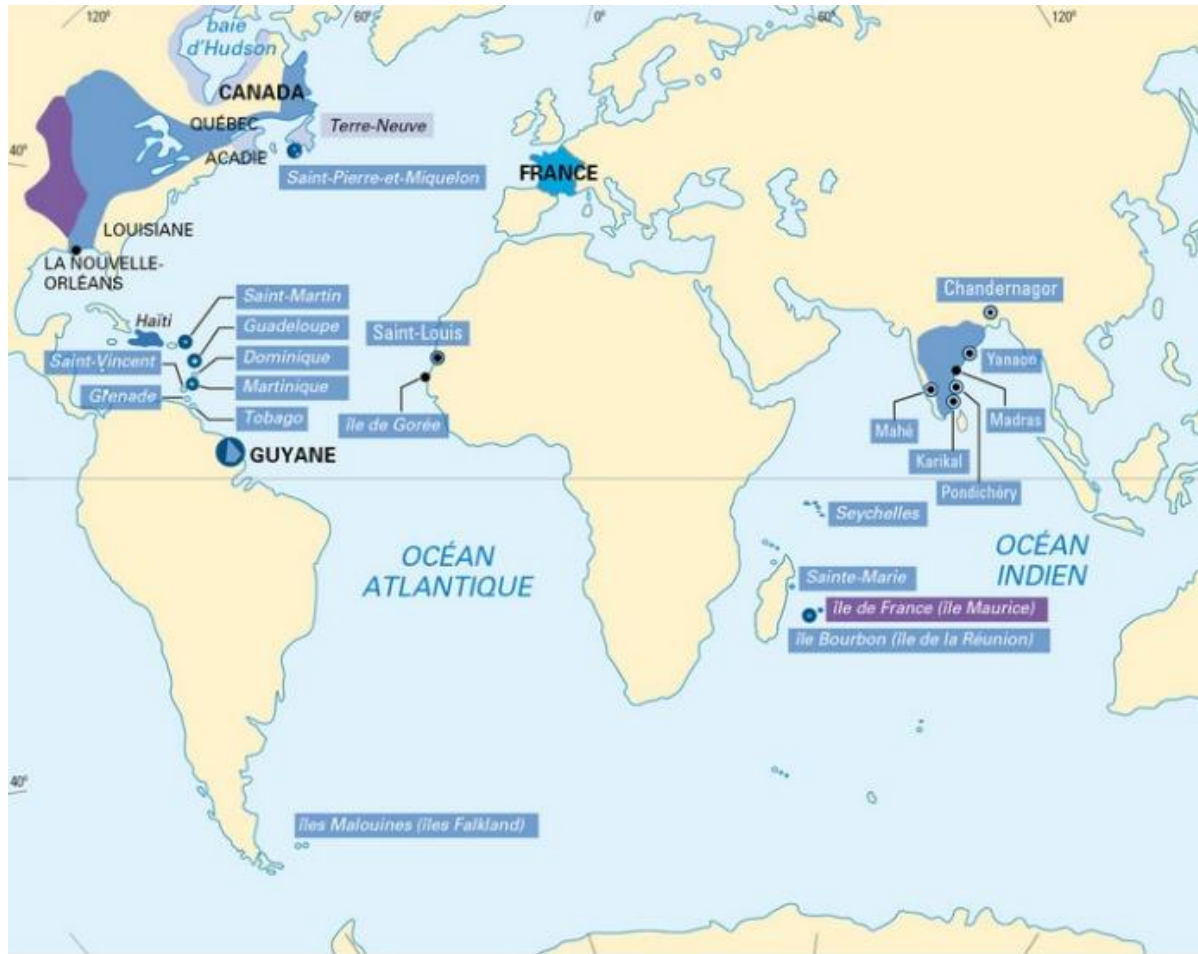 120°
60°
0°
60°
120°
baie
d'Hudson
CANADA
QUÉBEC
Terre-Neuve
ACADIE
40°
Saint-Pierre-et-Miquelon
FRANCE
LOUISIANE
LA NOUVELLE-
ORLÉANS
Saint-Martin
Haïti
Guadeloupe
Saint-Vincent
Dominique
Martinique
Grenade
Tobago
GUYANE
Saint-Louis
île de Gorée
Chandernagor
Yanaon
Madras
Mahé
Karikal
Pondichéry
Seychelles
OCÉAN
ATLANTIQUE
OCÉAN
INDIEN
Sainte-Marie
île de France (île Maurice)
île Bourbon (île de la Réunion)
40°
îles Malouines (îles Falkland)